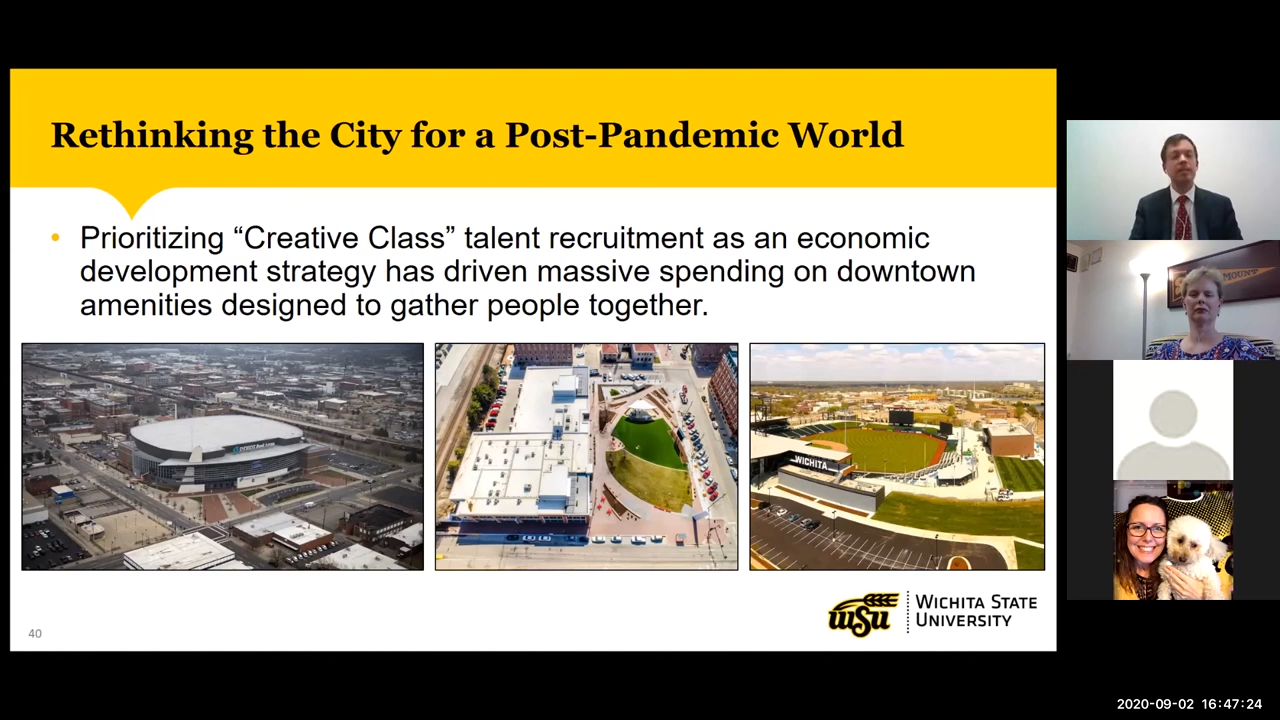 Rethinking the City for a Post-Pandemic World
• Prioritizing “Creative Class” talent recruitment as an economic
development strategy has driven massive spending on downtown
amenities designed to gather people together.
WICHITA
40
WSU
WICHITA STATE
UNIVERSITY
2020-09-02 16:47:24